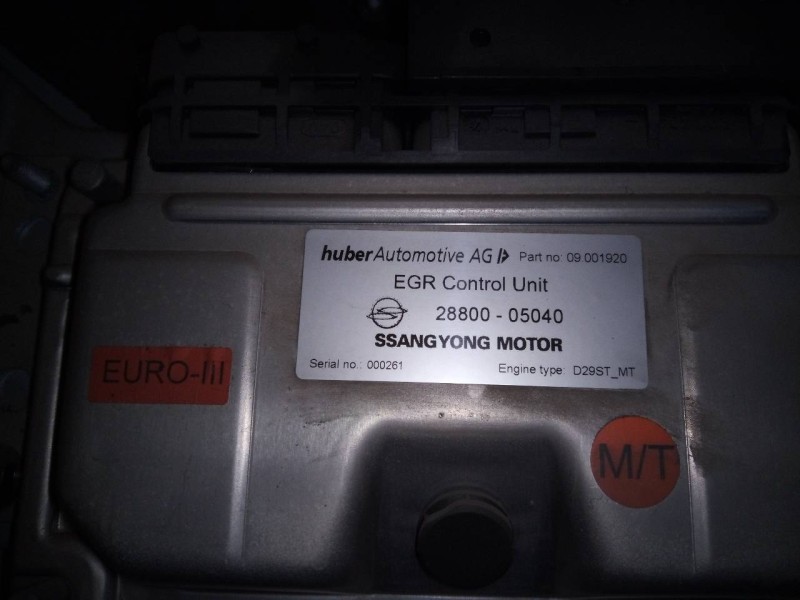 huberAutomotive AG Part no: 09.001920
EGR Control Unit
28800 - 05040
SSANGYONG MOTOR
Serial no.: 000261 Engine type: D29ST_MT
EURO-III
M/T